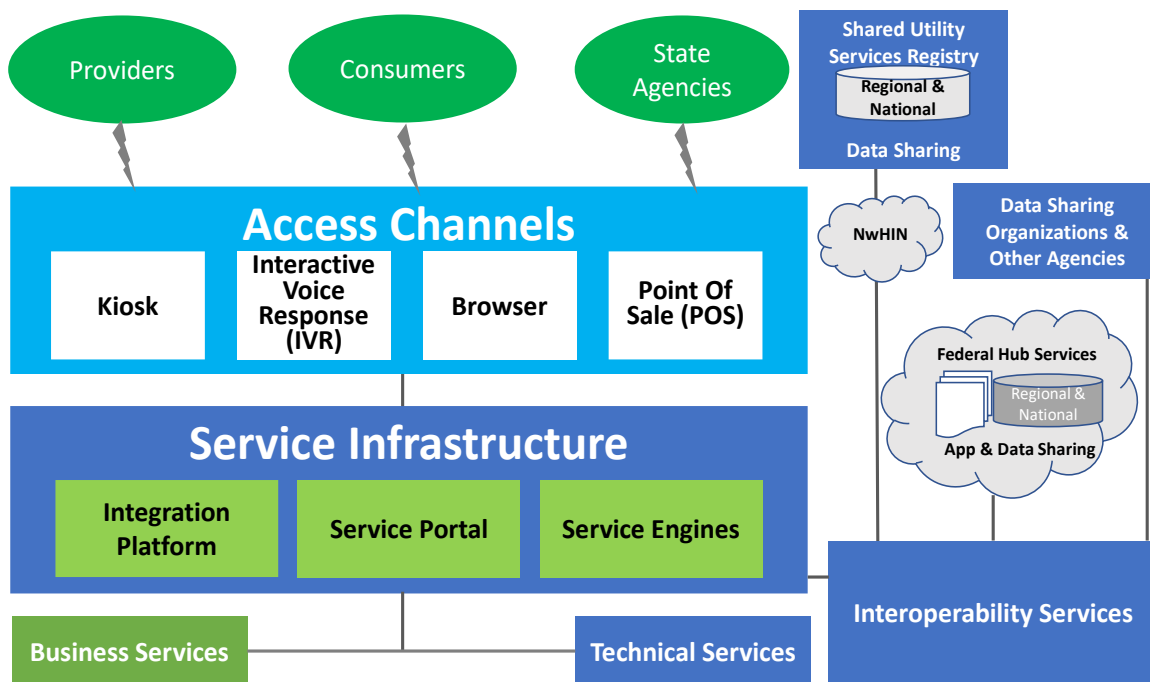 Providers
Consumers
State
Agencies
Shared Utility
Services Registry
Regional &
National
Data Sharing
Access Channels
Kiosk
Interactive
Voice
Response
(IVR)
Browser
Point Of
Sale (POS)
NwHIN
Data Sharing
Organizations &
Other Agencies
Federal Hub Services
Regional &
National
App & Data Sharing
Service Infrastructure
Integration
Platform
Service Portal
Service Engines
Interoperability Services
Business Services
Technical Services